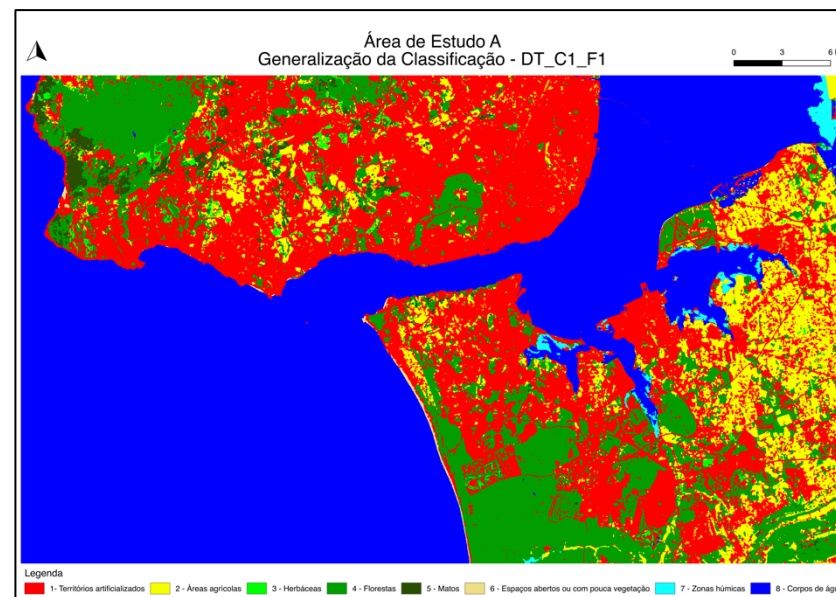 Área de Estudo A
Generalização da Classificação - DT_C1_F1
0 3 6
Legenda
1- Territórios artificializados 2 - Áreas agrícolas 3 - Herbáceas 4 - Florestas 5 - Matos 6 - Espaços abertos ou com pouca vegetação 7 - Zonas húmicas 8 - Corpos de